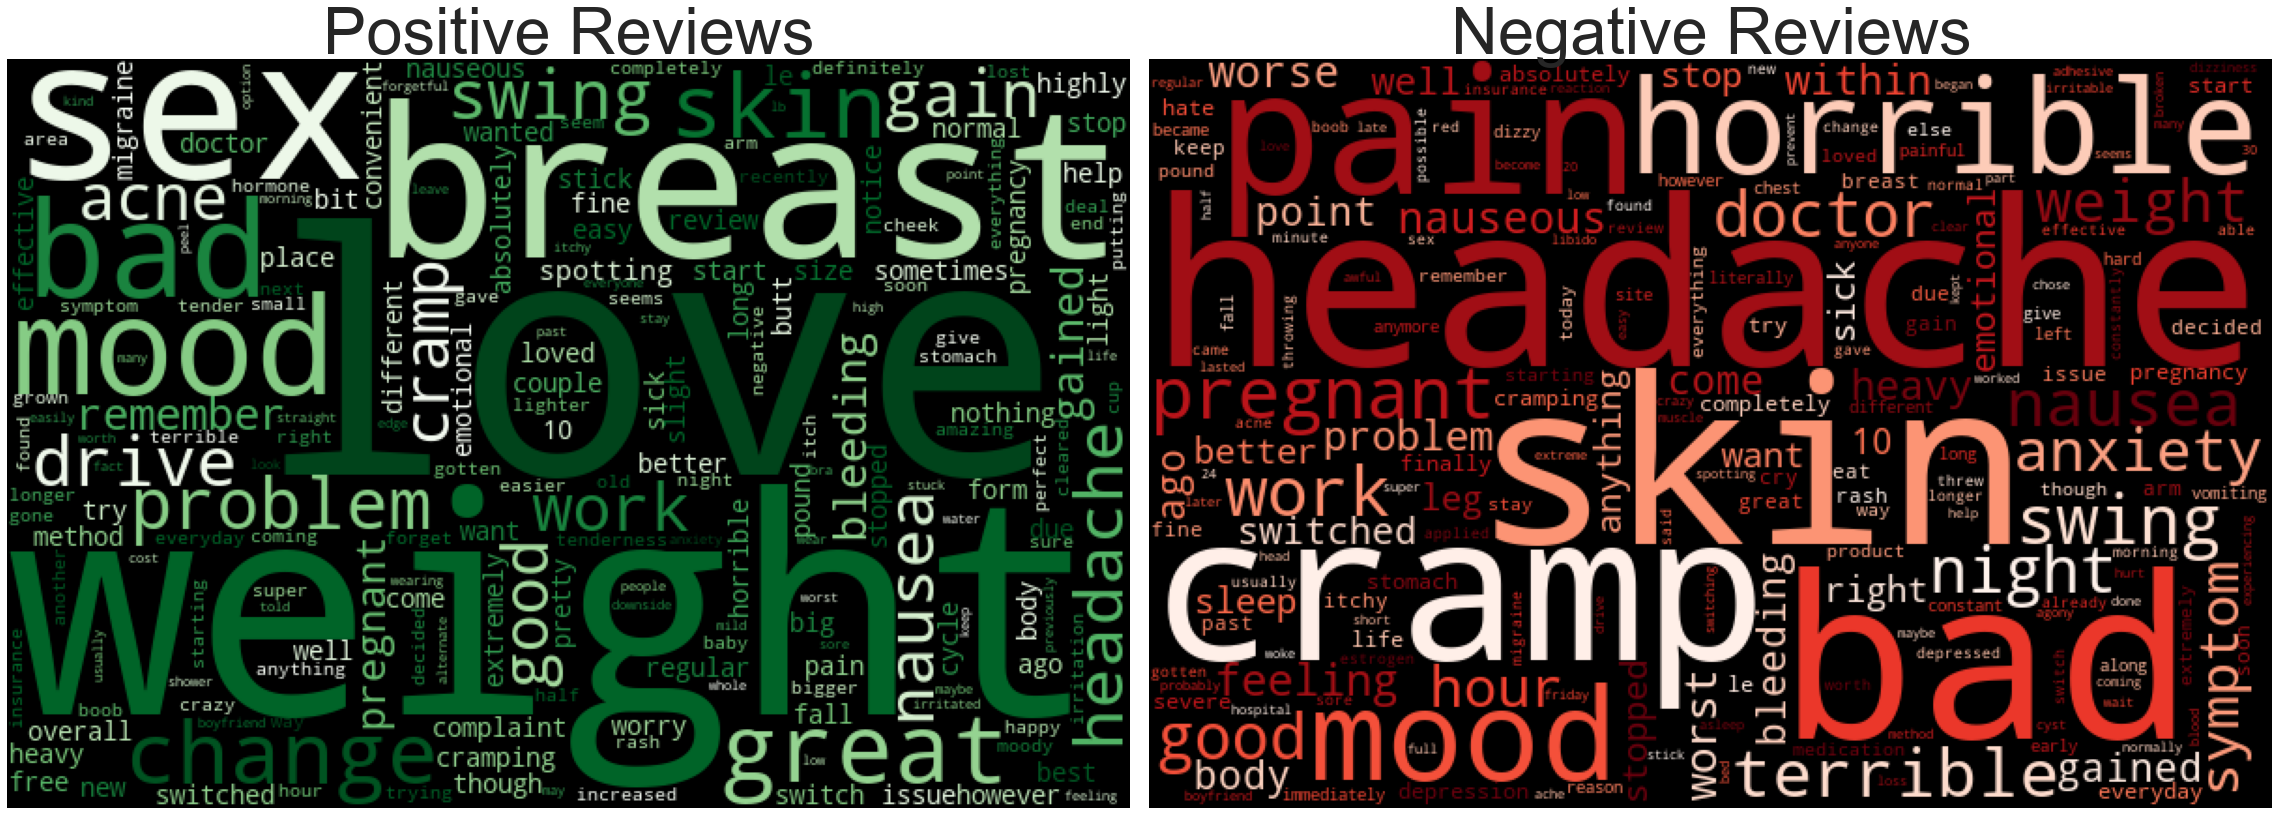 Positive Reviews
Negative Reviews
sex
migraine
nauseous
forgetful
convenient
swing
completely
skin
le
lb
definitely
gain
lost
highly
kind
option
area
doctor
wanted
seem
arm
normal
stop
acne
hormone
morning
bit
breast
leave
stick
fine
easy
absolutely
review
recently
notice
cheek
point
everything
pregnancy
help
deal
end
putting
effective
bad
peel
place
itchy
spotting
start
size
sometimes
next
symptom
tender
small
different
cramp
gave
everyone
seems
soon
long
butt
high
light
mood
many
love
past
stay
loved
couple
lighter
10
negative
give
stomach
life
grown
easily
remember
straight
emotional
edge
sick
slight
nothing
amazing
gained
cup
found
worth
terrible
right
drive
fact
look
gotten
better
night
itch
bra
bleeding
perfect
cleared
headache
longer
gone
try
problem
easier
old
work
pound
stuck
form
method
everyday
coming
forget
want
tenderness
anxiety
wear
stopped
water
due
sure
another
cost
pregnant
wearing
come
good
pretty
horrible
people
downside
worst
nausea
keep
cycle
body
previously
weight
super
told
starting
decided
extremely
mild
baby
sore
big
insurance
usually
well
anything
alternate
regular
whole
pain
bigger
maybe
irritated
ago
irritation
shower
crazy
half
boob
boyfriend
way
overall
complaint
worry
rash
fall
happy
moody
heavy
change
cramping
great
low
best
free
new
trying
though
may
switched
hour
increased
switch
issue
however
feeling
regular
worse
well
insurance
absolutely
reaction
stop
new
within
began
adhesive
irritable
dizziness
start
hate
pain
boob
late
red
dizzy
horrible
prevent
change
else
broken
many
became
keep
love
possible
become
20
loved
painful
seems
30
pound
low
however
chest
breast
normal
part
half
point
nauseous
found
doctor
clear
weight
minute
sex
review
libido
anyone
emotional
effective
able
headache
awful
remember
literally
hard
site
easy
everything
sick
due
kept
chose
constantly
fall
throwing
anymore
today
try
gain
give
left
decided
came
lasted
gave
pregnant
starting
cramping
come
heavy
worked
issue
pregnancy
crazy
muscle
completely
different
nausea
acne
skin
anything
ago
better
problem
extreme
want
10
anxiety
24
finally
spotting
cry
eat
long
later
work
super
leg
stay
great
rash
way
threw
longer
help
though
arm
vomiting
fine
switched
applied
said
swing
cramp
head
product
morning
usually
stomach
switching
bleeding
right
night
hurt
symptom
experiencing
sleep
itchy
constant
already
done
past
short
life
migraine
drive
bad
maybe
agony
woke
estrogen
depressed
along
coming
extremely
soon
gotten
probably
feeling
sore
hour
friday
le
worth
switch
cyst
wait
severe
hospital
mood
stopped
worst
asleep
method
blood
good
full
stick
bed
medication
early
normally
body
terrible
loss
gained
boyfriend
immediately
depression
ache
reason
everyday